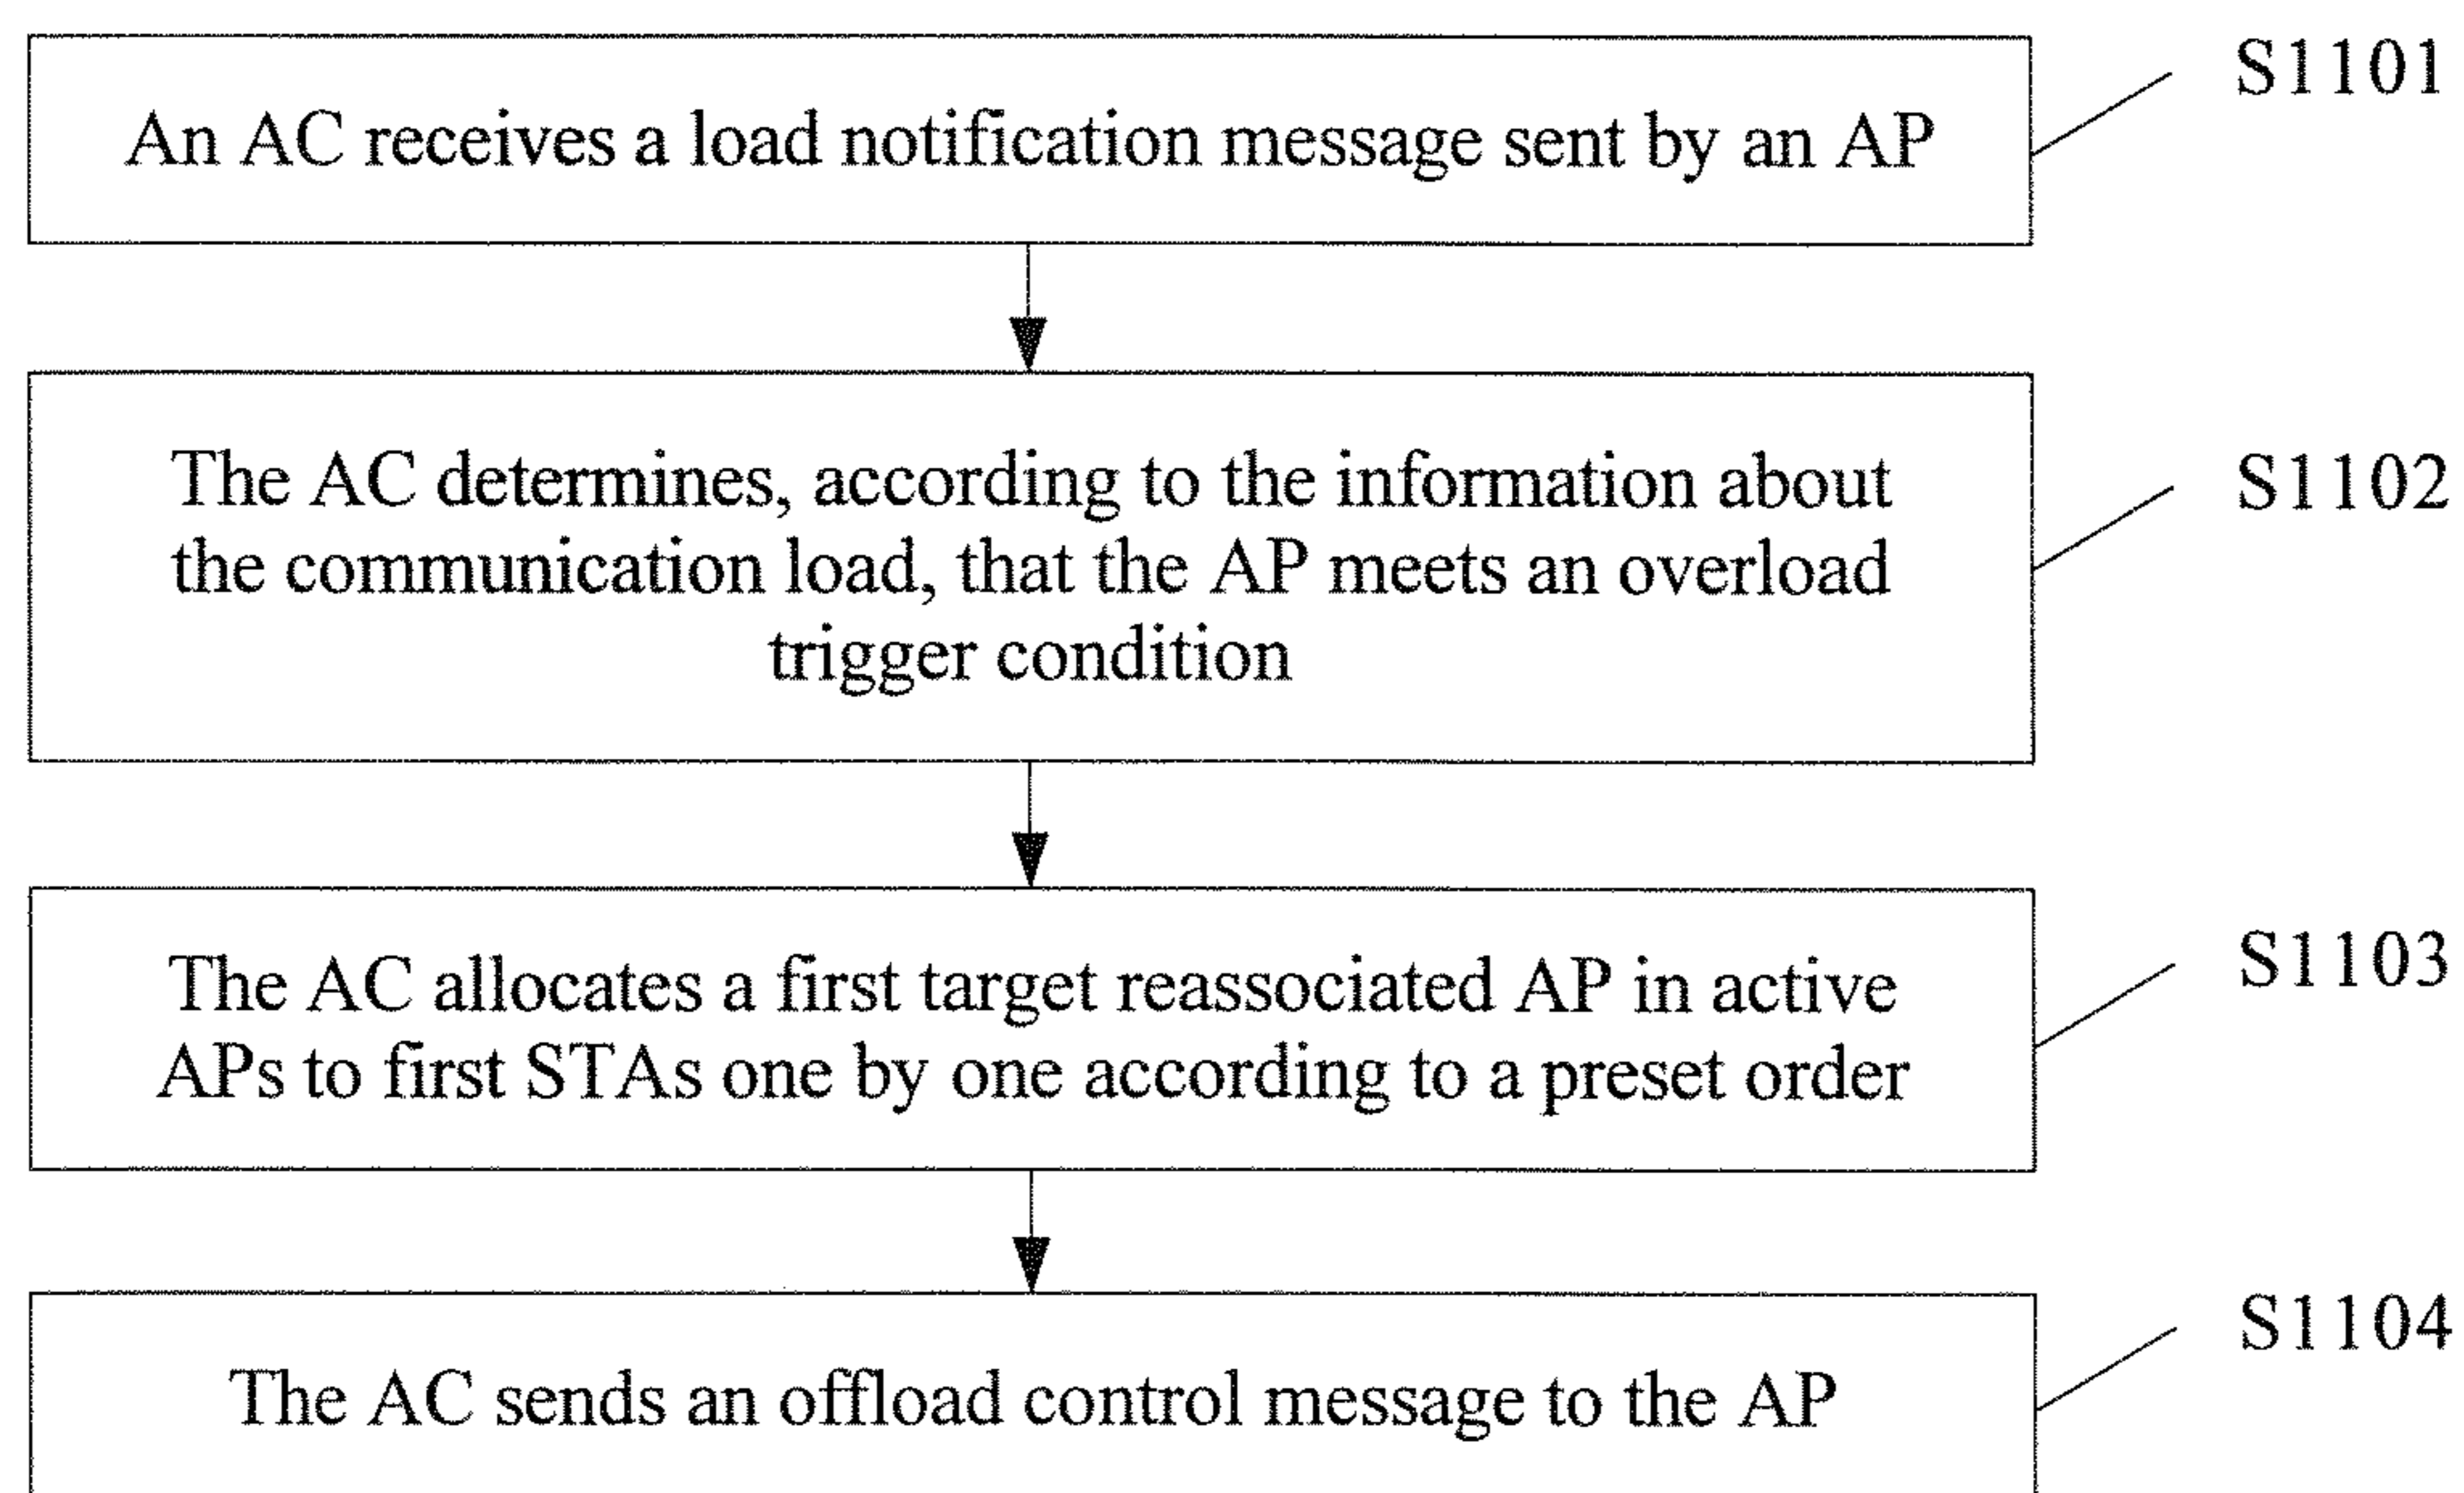 An AC receives a load notification message sent by an AP
S1101
The AC determines, according to the information about
the communication load, that the AP meets an overload
trigger condition
S1102
The AC allocates a first target reassociated AP in active
APs to first STAs one by one according to a preset order
S1103
The AC sends an offload control message to the AP
S1104